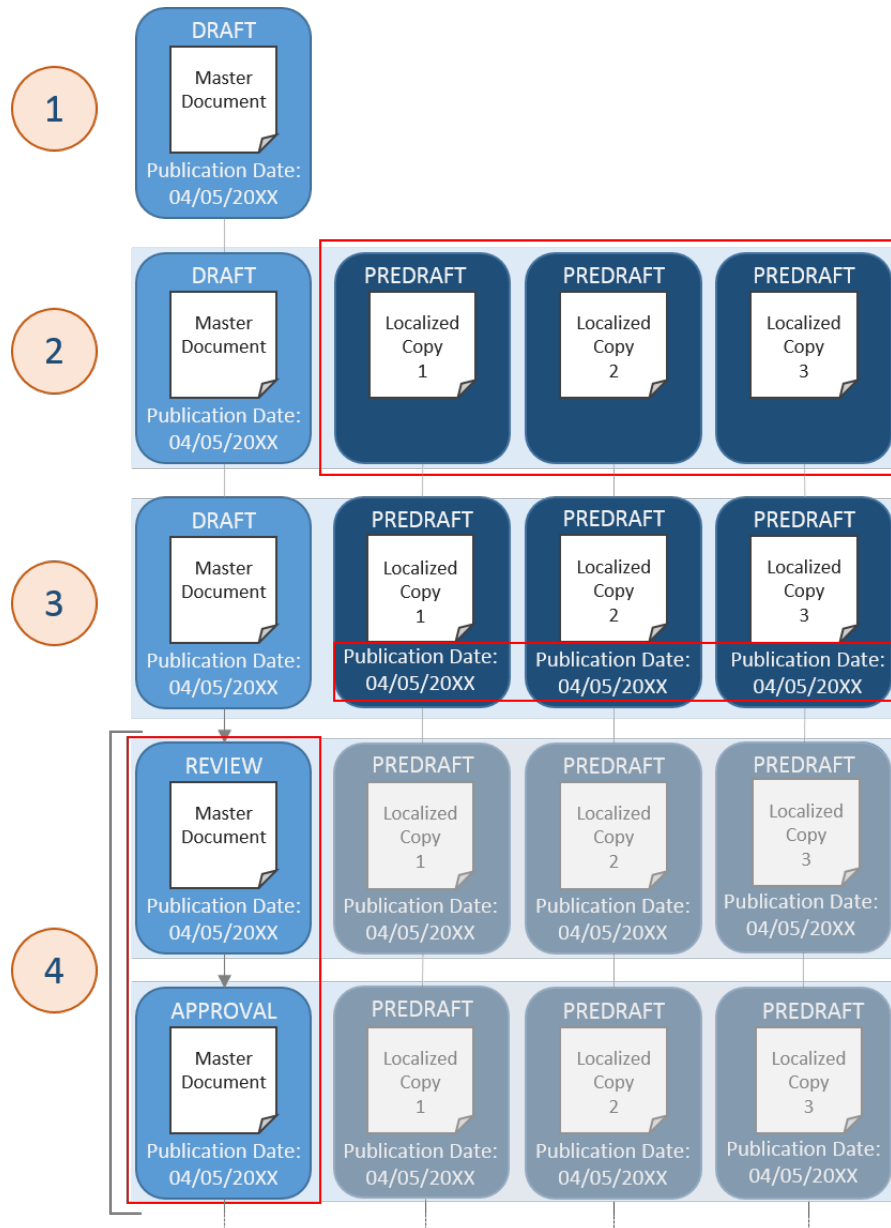 1
DRAFT
Master
Document
Publication Date:
04/05/20XX
2
DRAFT
Master
Document
Publication Date:
04/05/20XX
PREDRAFT
Localized
Copy
1
PREDRAFT
Localized
Copy
2
PREDRAFT
Localized
Copy
3
3
DRAFT
Master
Document
Publication Date:
04/05/20XX
PREDRAFT
Localized
Copy
1
Publication Date:
04/05/20XX
PREDRAFT
Localized
Copy
2
Publication Date:
04/05/20XX
PREDRAFT
Localized
Copy
3
Publication Date:
04/05/20XX
4
REVIEW
Master
Document
Publication Date:
04/05/20XX
PREDRAFT
Localized
Copy
1
Publication Date:
04/05/20XX
PREDRAFT
Localized
Copy
2
Publication Date:
04/05/20XX
PREDRAFT
Localized
Copy
3
Publication Date:
04/05/20XX
APPROVAL
Master
Document
Publication Date:
04/05/20XX
PREDRAFT
Localized
Copy
1
Publication Date:
04/05/20XX
PREDRAFT
Localized
Copy
2
Publication Date:
04/05/20XX
PREDRAFT
Localized
Copy
3
Publication Date:
04/05/20XX